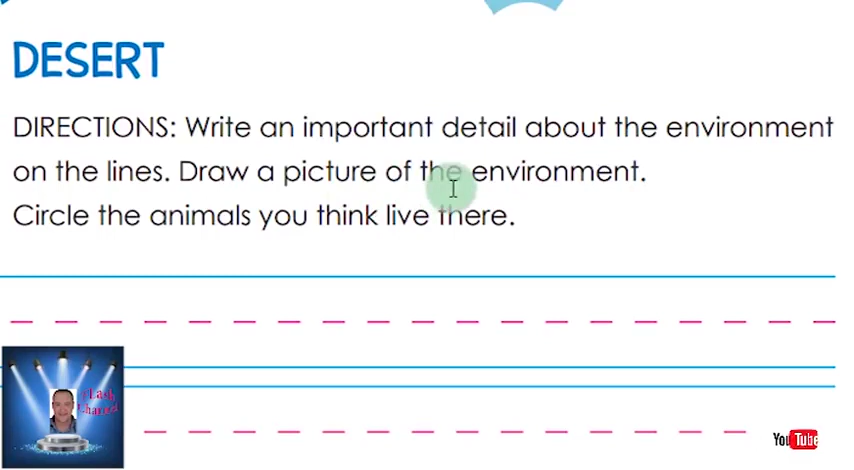 DESERT
DIRECTIONS: Write an important detail about the environment
on the lines. Draw a picture of the environment.
Circle the animals you think live there.
Channel
YouTube